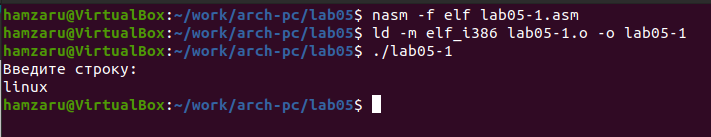 hamzaru@VirtualBox:~/work/arch-pc/lab05$ nasm -f elf lab05-1.asm
hamzaru@VirtualBox:~/work/arch-pc/lab05$ ld -m elf_i386 lab05-1.o -o lab05-1
hamzaru@VirtualBox:~/work/arch-pc/lab05$ ./lab05-1
Введите строку:
linux
hamzaru@VirtualBox:~/work/arch-pc/lab05$